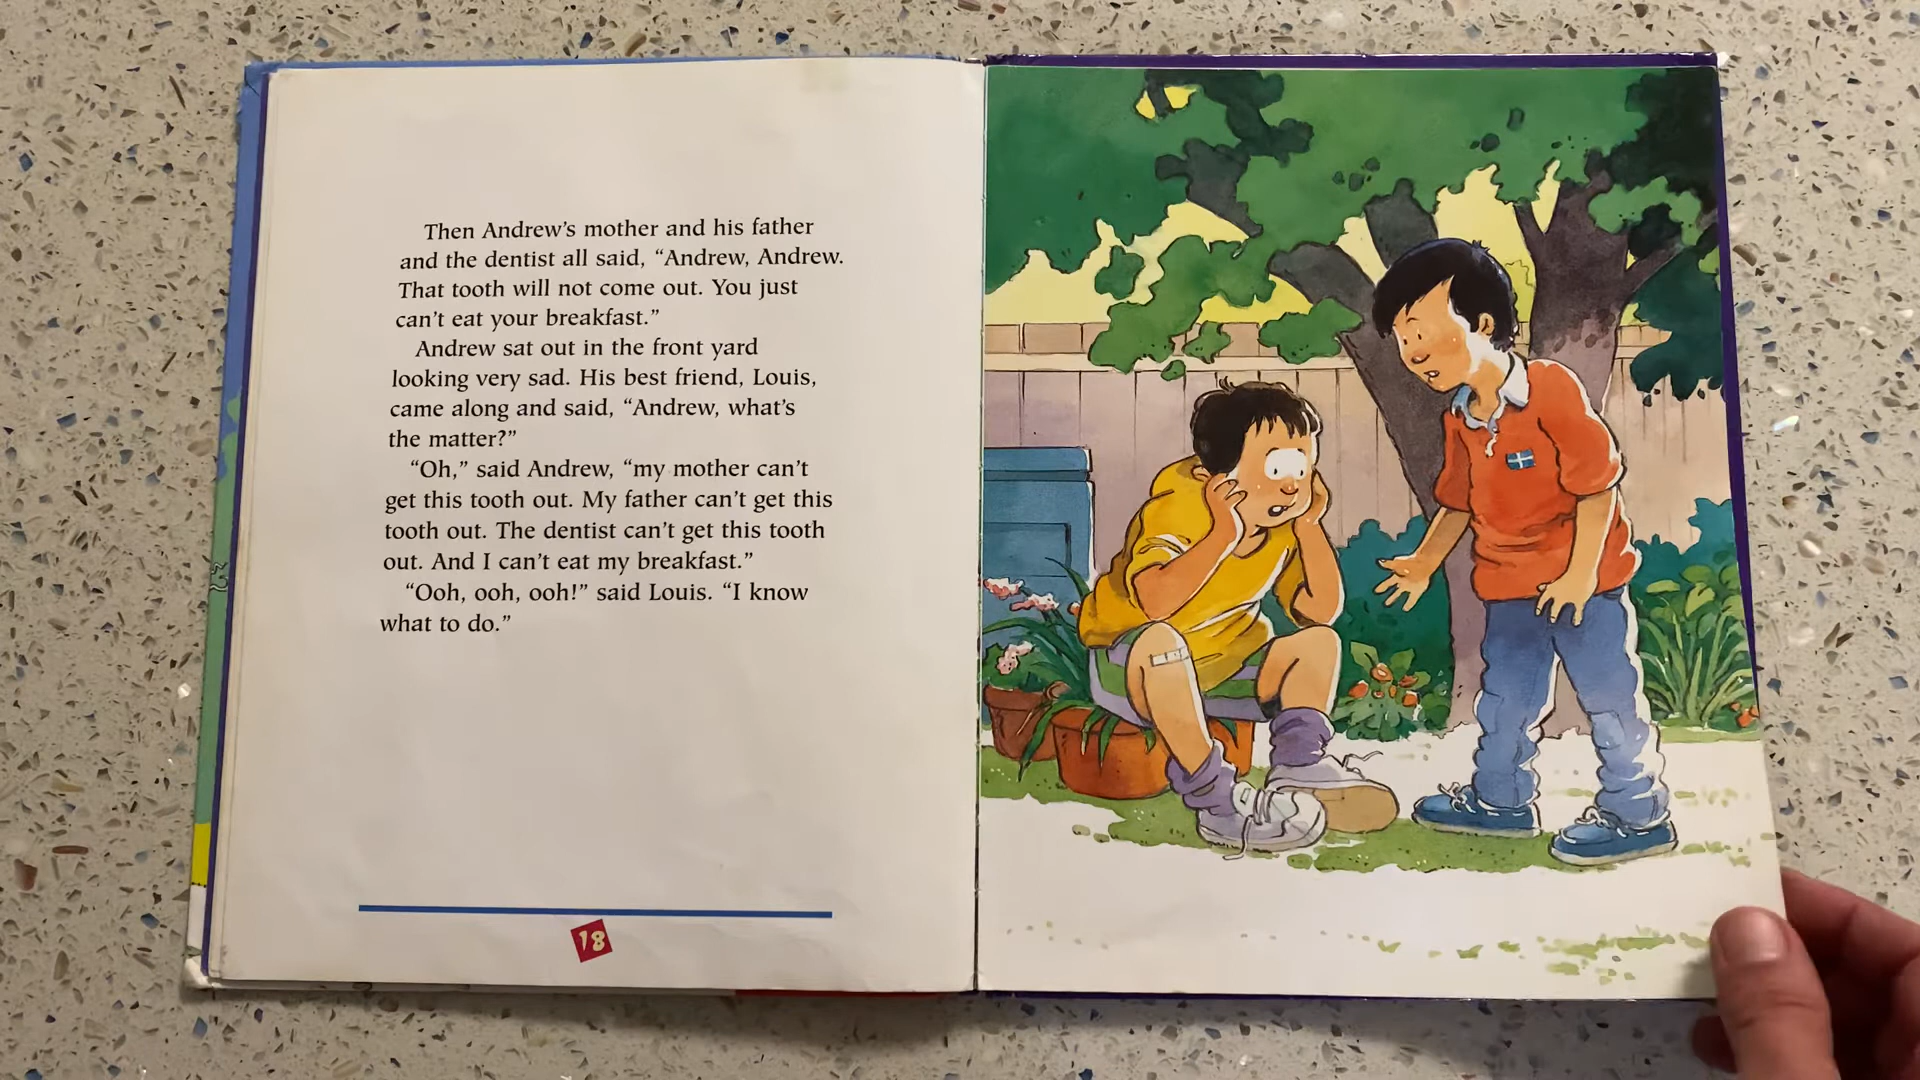 Then Andrew’s mother and his father
and the dentist all said, “Andrew, Andrew.
That tooth will not come out. You just
can’t eat your breakfast.”
Andrew sat out in the front yard
looking very sad. His best friend, Louis,
came along and said, “Andrew, what’s
the matter?”
“Oh,” said Andrew, “my mother can’t
get this tooth out. My father can’t get this
tooth out. The dentist can’t get this tooth
out. And I can’t eat my breakfast.”
“Ooh, ooh, ooh!” said Louis. “I know
what to do.”
18